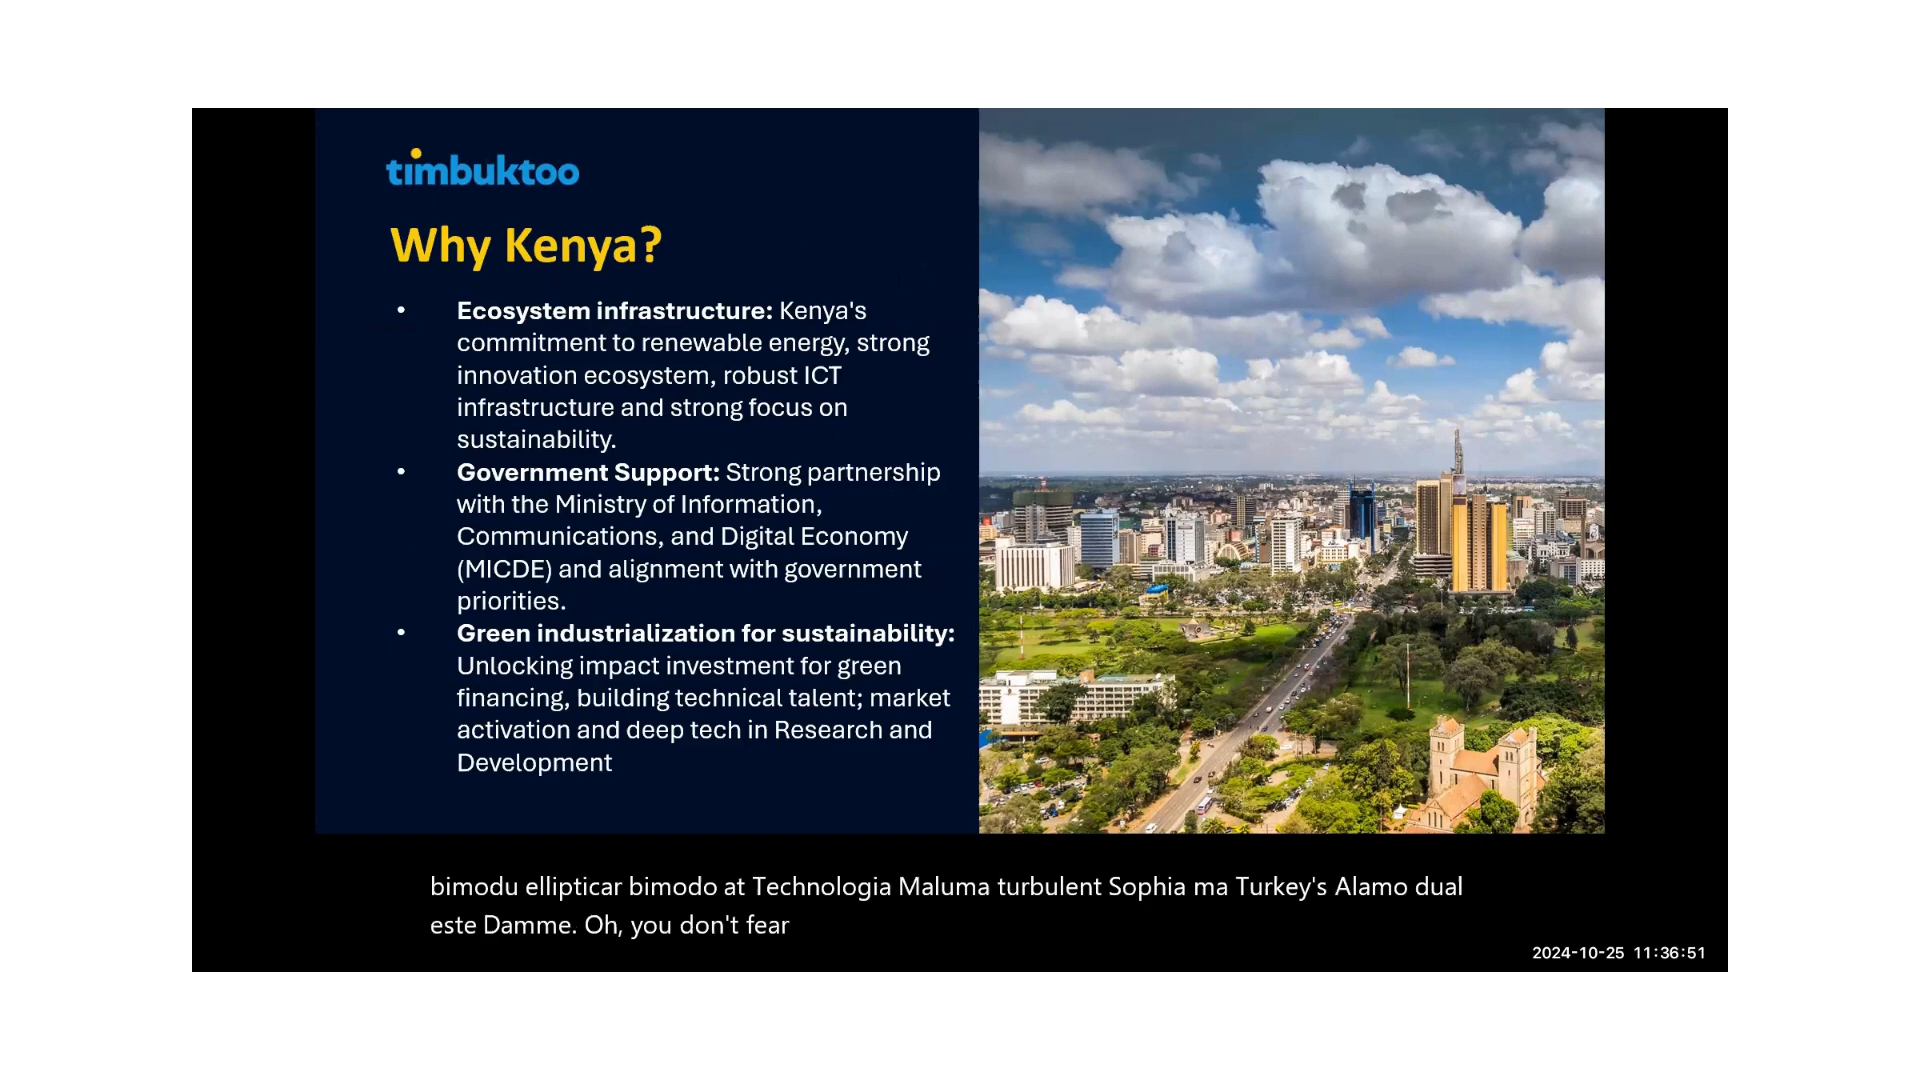 timbuktoo
Why Kenya?
• Ecosystem infrastructure: Kenya's
commitment to renewable energy, strong
innovation ecosystem, robust ICT
infrastructure and strong focus on
sustainability.
• Government Support: Strong partnership
with the Ministry of Information,
Communications, and Digital Economy
(MICDE) and alignment with government
priorities.
• Green industrialization for sustainability:
Unlocking impact investment for green
financing, building technical talent; market
activation and deep tech in Research and
Development
bimodu ellipticar bimodo at Technologia Maluma turbulent Sophia ma Turkey's Alamo dual
este Damme. Oh, you don't fear
2024-10-25 11:36:51